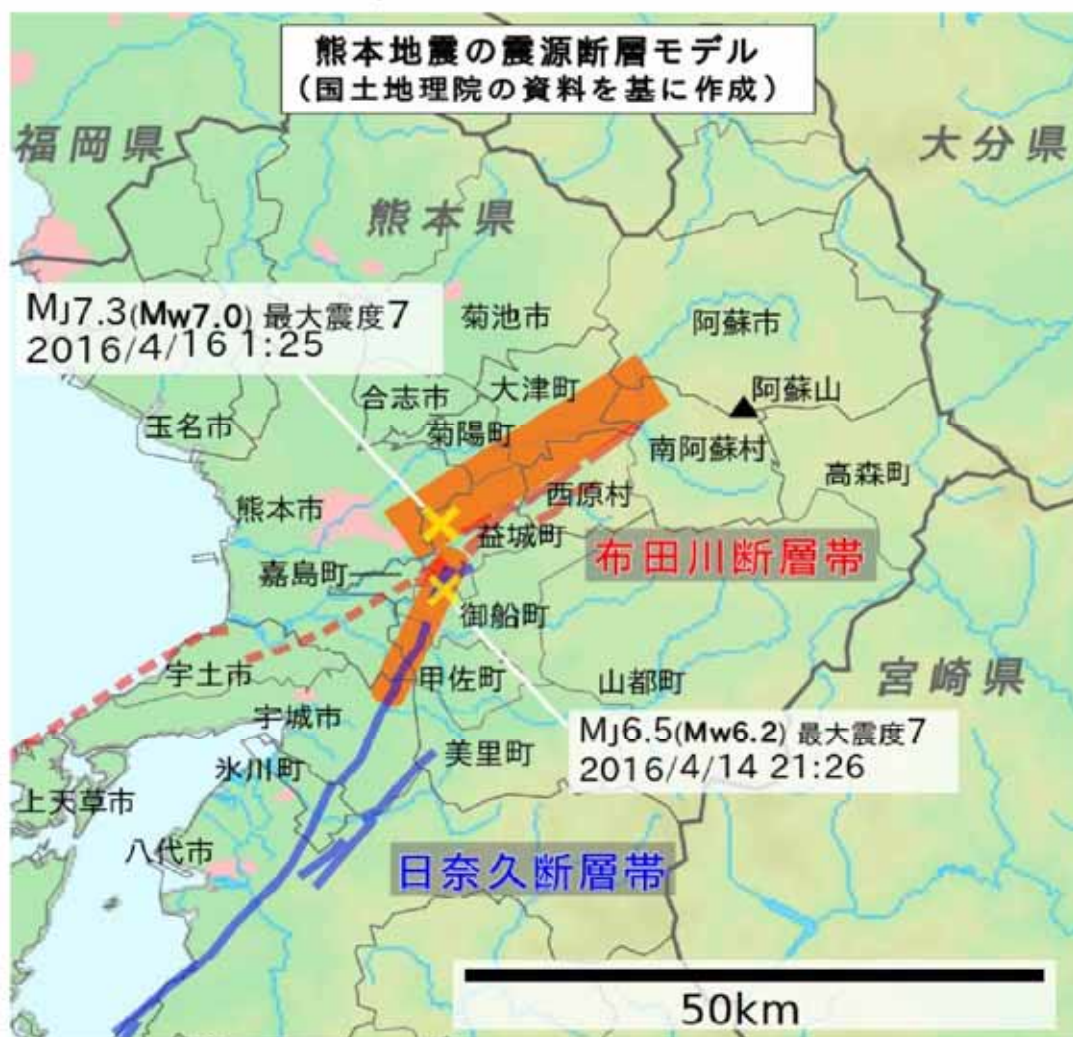 熊本地震の震源断層モデル
（国土地理院の資料を基に作成）
福岡県
大分県
熊本県
MJ7.3(Mw7.0) 最大震度7
2016/4/16 1:25
菊池市
阿蘇市
大津町
阿蘇山
合志市
玉名市
菊陽町
南阿蘇村
高森町
西原村
熊本市
益城町
布田川断層帯
嘉島町
御船町
宇土市
甲佐町
山都町
宮崎県
宇城市
MJ6.5(Mw6.2) 最大震度7
2016/4/14 21:26
美里町
氷川町
上天草市
八代市
日奈久断層帯
50km